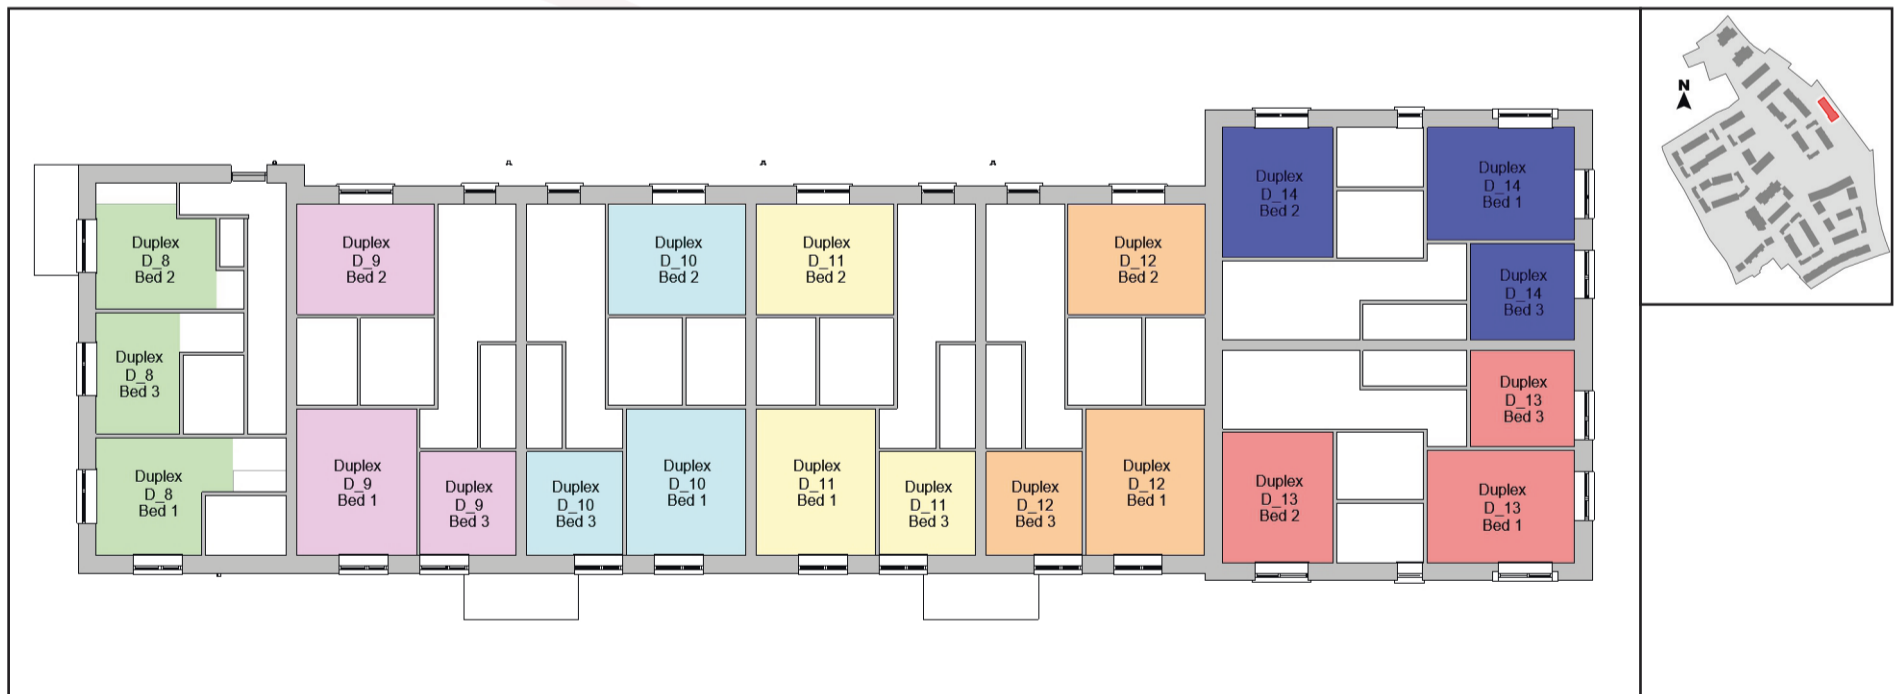 Duplex
D_8
Bed 2
Duplex
D_8
Bed 3
Duplex
D_8
Bed 1
Duplex
D_9
Bed 2
Duplex
D_9
Bed 1
Duplex
D_9
Bed 3
Duplex
D_10
Bed 2
Duplex
D_10
Bed 3
Duplex
D_10
Bed 1
Duplex
D_11
Bed 2
Duplex
D_11
Bed 1
Duplex
D_11
Bed 3
Duplex
D_12
Bed 2
Duplex
D_12
Bed 3
Duplex
D_12
Bed 1
Duplex
D_14
Bed 2
Duplex
D_14
Bed 1
Duplex
D_14
Bed 3
Duplex
D_13
Bed 3
Duplex
D_13
Bed 2
Duplex
D_13
Bed 1
N